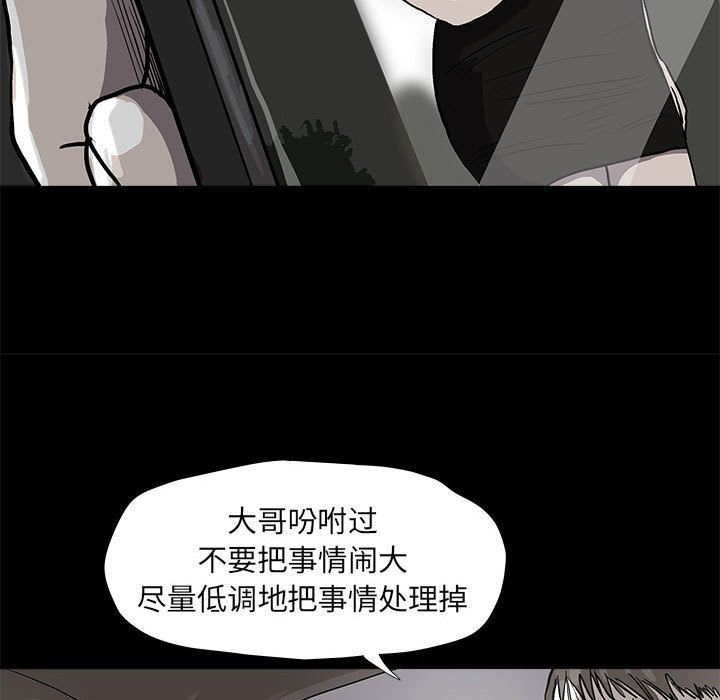 大哥吩咐过
不要把事情闹大
尽量低调地把事情处理掉